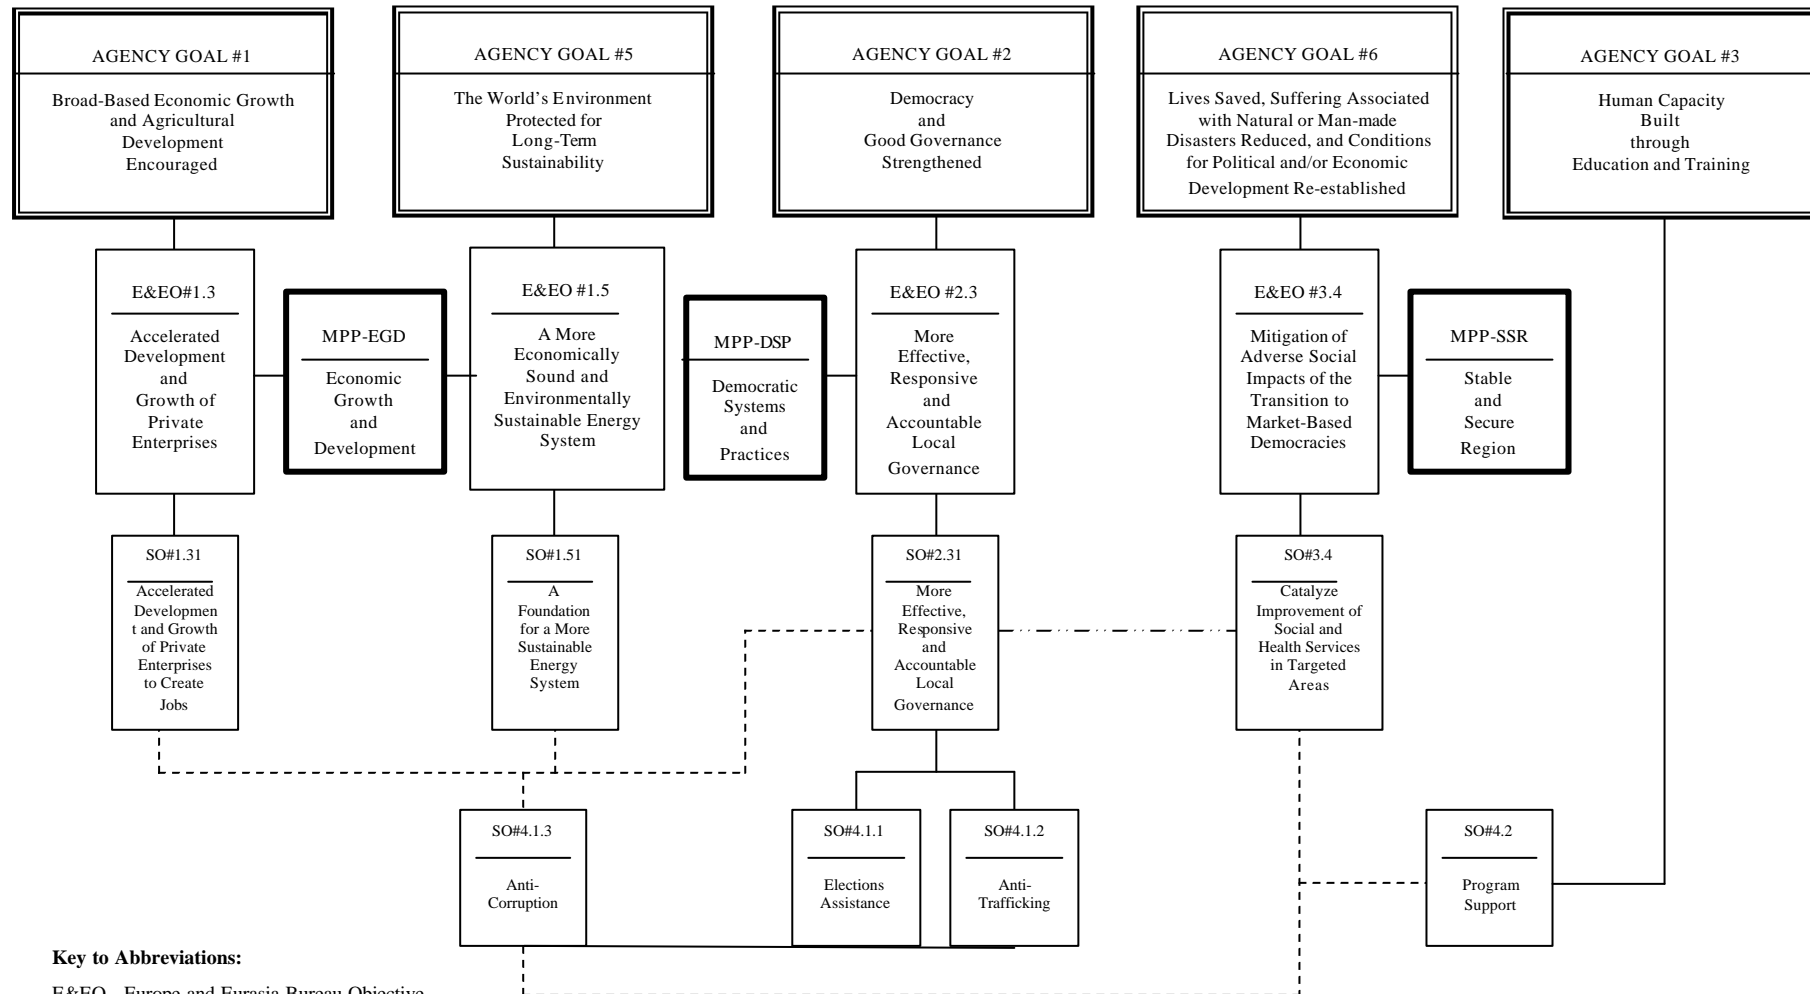 AGENCY GOAL #1
Broad-Based Economic Growth
and Agricultural
Development
Encouraged
AGENCY GOAL #5
The World's Environment
Protected for
Long-Term
Sustainability
AGENCY GOAL #2
Democracy
and
Good Governance
Strengthened
AGENCY GOAL #6
Lives Saved, Suffering Associated
with Natural or Man-made
Disasters Reduced, and Conditions
for Political and/or Economic
Development Re-established
AGENCY GOAL #3
Human Capacity
Built
through
Education and Training
E&EO#1.3
Accelerated
Development
and
Growth of
Private
Enterprises
MPP-EGD
Economic
Growth
and
Development
E&EO #1.5
A More
Economically
Sound and
Environmentally
Sustainable Energy
System
MPP-DSP
Democratic
Systems
and
Practices
E&EO #2.3
More
Effective,
Responsive
and
Accountable
Local
Governance
E&EO #3.4
Mitigation of
Adverse Social
Impacts of the
Transition to
Market-Based
Democracies
MPP-SSR
Stable
and
Secure
Region
SO#1.31
Accelerated
Developmen
t and Growth
of Private
Enterprises
to Create
Jobs
SO#1.51
A
Foundation
for a More
Sustainable
Energy
System
SO#2.31
More
Effective,
Responsive
and
Accountable
Local
Governance
SO#3.4
Catalyze
Improvement of
Social and
Health Services
in Targeted
Areas
SO#4.1.3
Anti-
Corruption
SO#4.1.1
Elections
Assistance
SO#4.1.2
Anti-
Trafficking
SO#4.2
Program
Support
Key to Abbreviations:
E&EO - Europe and Eurasia Bureau Objective